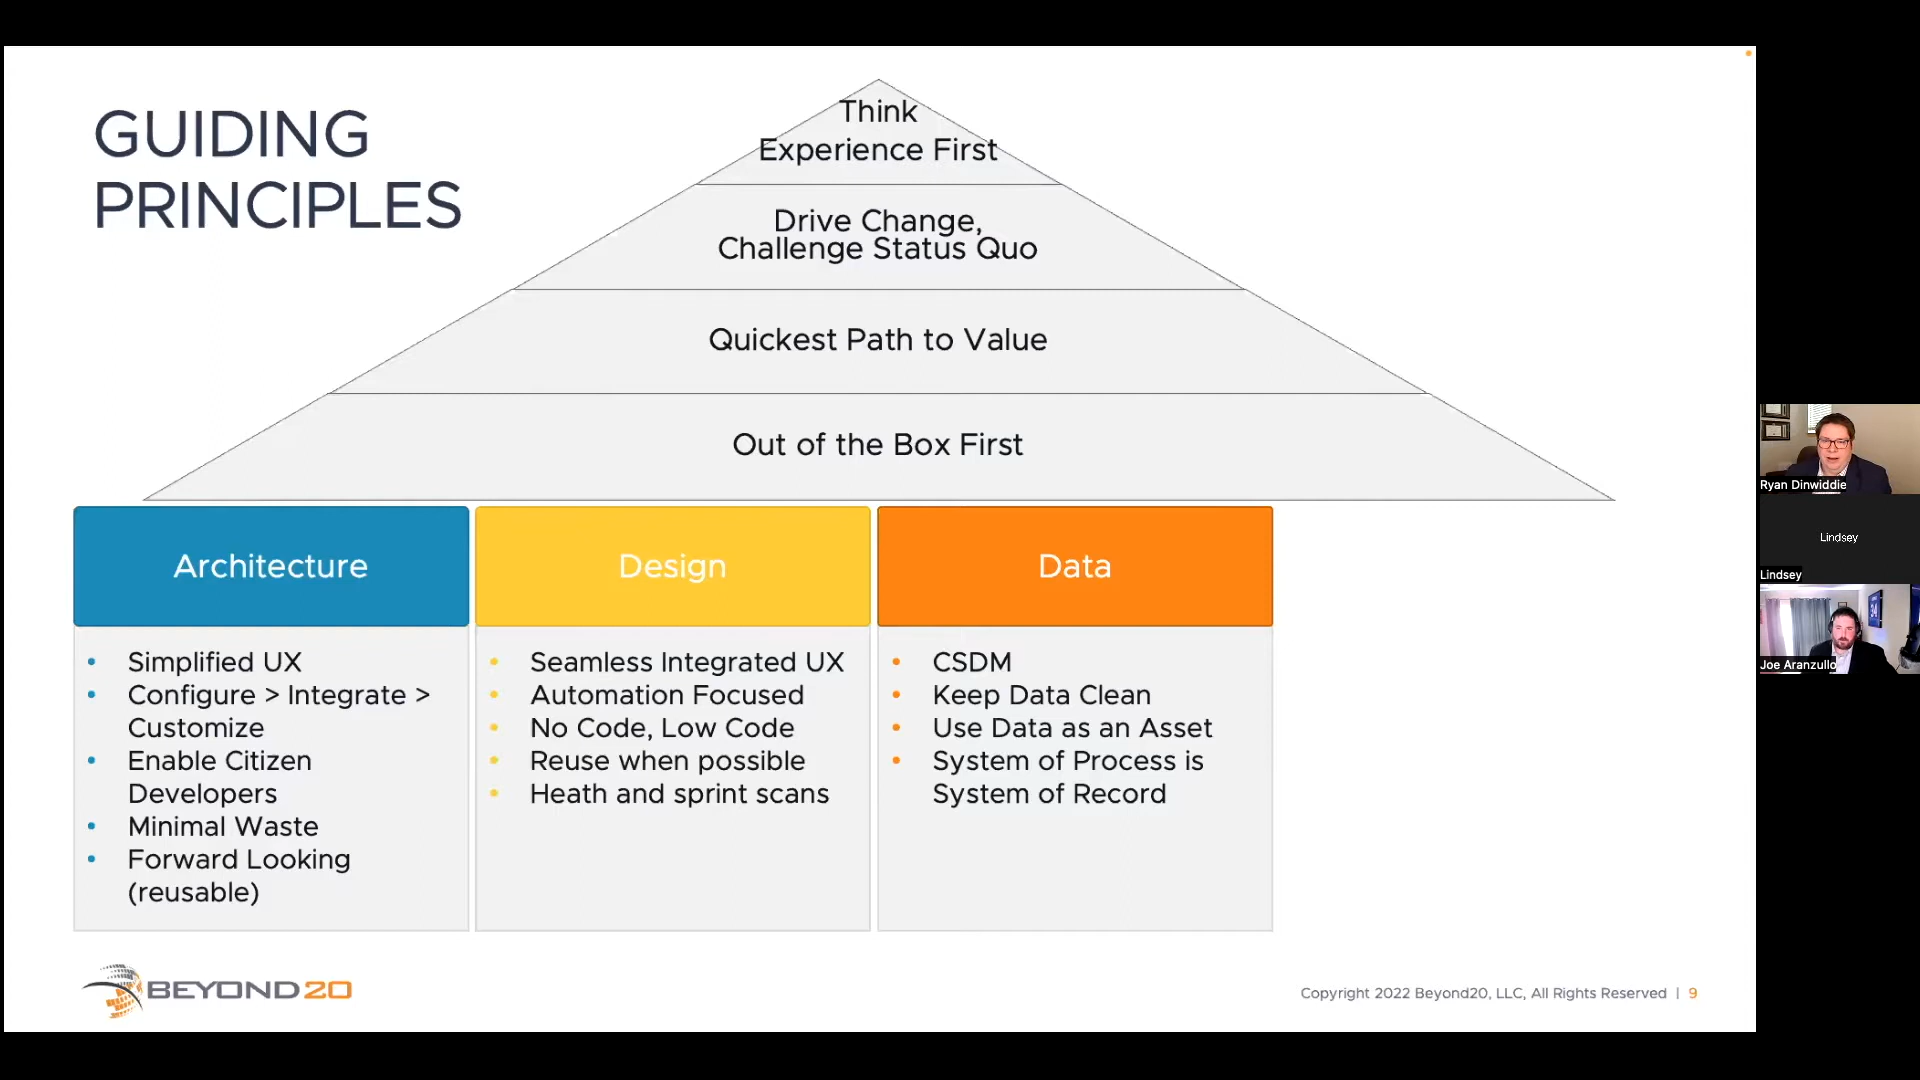 GUIDING
PRINCIPLES
Think
Experience First
Drive Change,
Challenge Status Quo
Quickest Path to Value
Out of the Box First
Architecture
• Simplified UX
• Configure > Integrate >
Customize
• Enable Citizen
Developers
• Minimal Waste
• Forward Looking
(reusable)
Design
• Seamless Integrated UX
• Automation Focused
• No Code, Low Code
• Reuse when possible
• Heath and sprint scans
Data
• CSDM
• Keep Data Clean
• Use Data as an Asset
• System of Process is
System of Record
BEYOND20
Copyright 2022 Beyond20, LLC, All Rights Reserved | 9
Ryan Dinwiddie
Lindsey
Lindsey
Joe Aranzullo